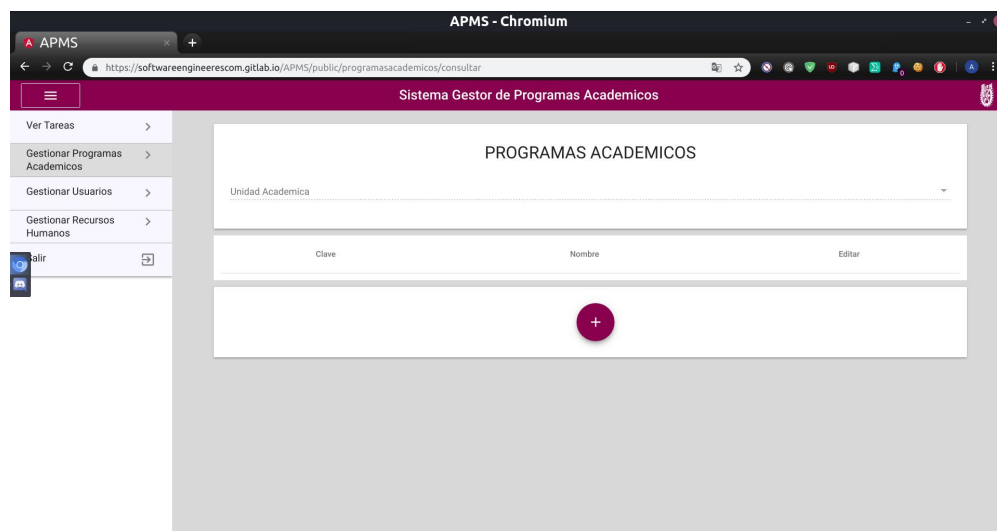 APMS - Chromium
APMS
https://softwareengineerescom.gitlab.io/APMS/public/programasacademicos/consultar
Sistema Gestor de Programas Academicos
Ver Tareas
Gestionar Programas
Academicos
Gestionar Usuarios
Gestionar Recursos
Humanos
Salir
PROGRAMAS ACADEMICOS
Unidad Academica
Clave Nombre Editar
+